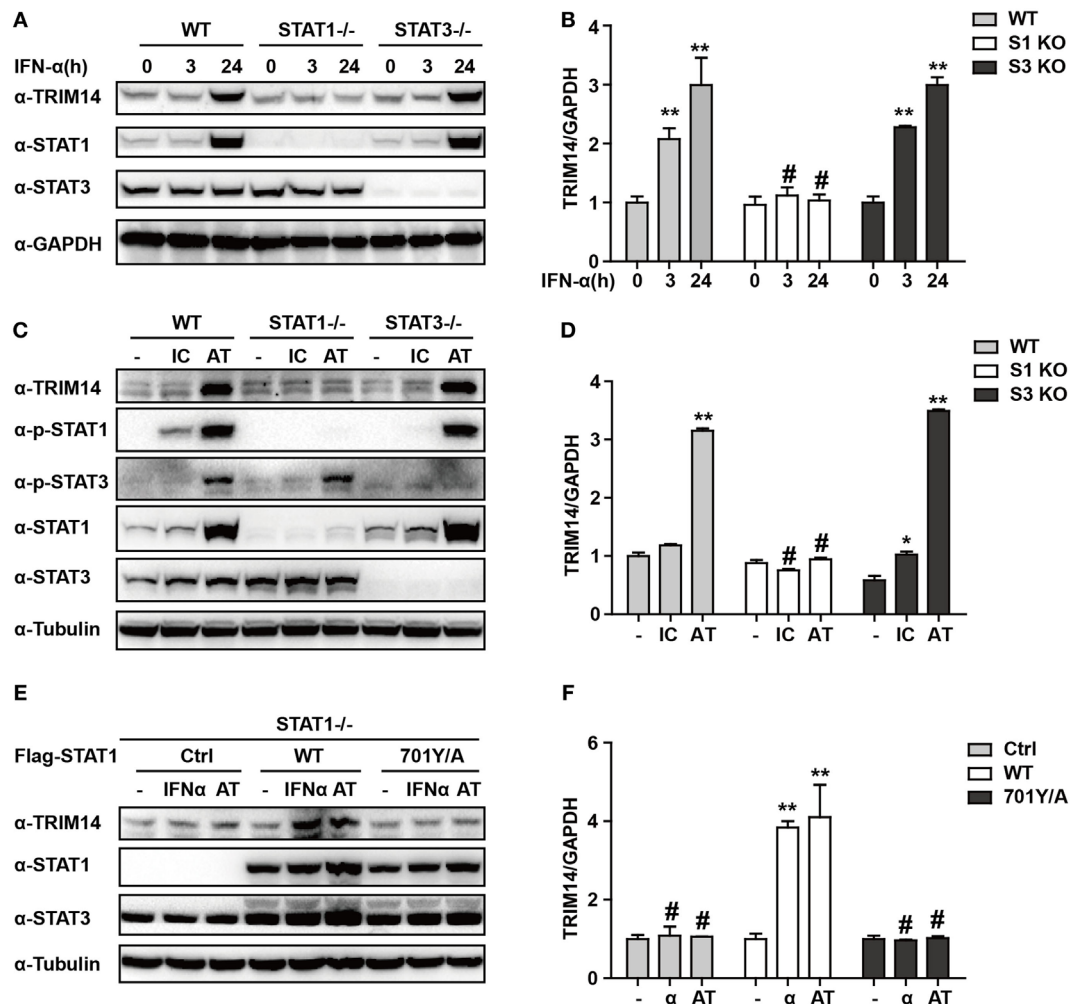 A
WT STAT1-/- STAT3-/-
IFN-α(h) 0 3 24 0 3 24 0 3 24
α-TRIM14
α-STAT1
α-STAT3
α-GAPDH
B
WT
S1 KO
S3 KO
TRIM14/GAPDH
4
3
2
1
0
** ** # # ** **
IFN-α(h) 0 3 24 0 3 24 0 3 24
C
WT STAT1-/- STAT3-/-
- IC AT - IC AT - IC AT
α-TRIM14
α-p-STAT1
α-p-STAT3
α-STAT1
α-STAT3
α-Tubulin
D
WT
S1 KO
S3 KO
TRIM14/GAPDH
4
3
2
1
0
** # # * **
- IC AT - IC AT - IC AT
E
STAT1-/-
Flag-STAT1 Ctrl WT 701Y/A
- IFNα AT - IFNα AT - IFNα AT
α-TRIM14
α-STAT1
α-STAT3
α-Tubulin
F
Ctrl
WT
701Y/A
TRIM14/GAPDH
6
4
2
0
# # ** ** # #
- α AT - α AT - α AT